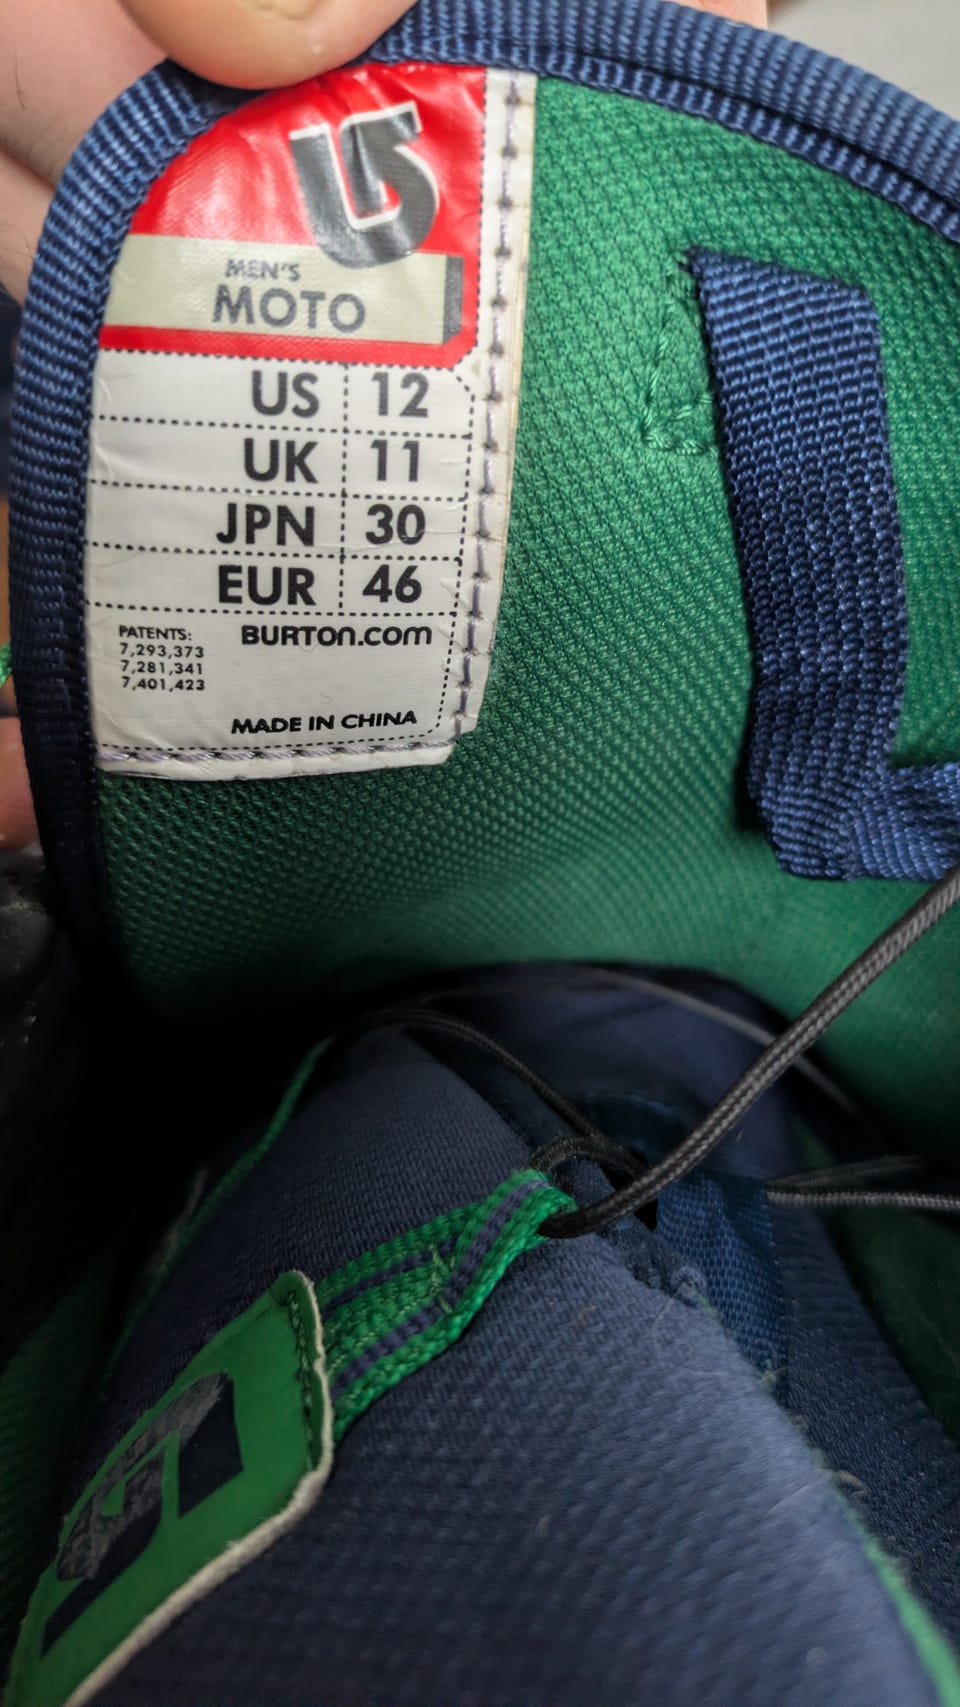 MEN'S
MOTO
US 12
UK 11
JPN 30
EUR 46
PATENTS: BURTON.com
7,293,373
7,281,341
7,401,423
MADE IN CHINA